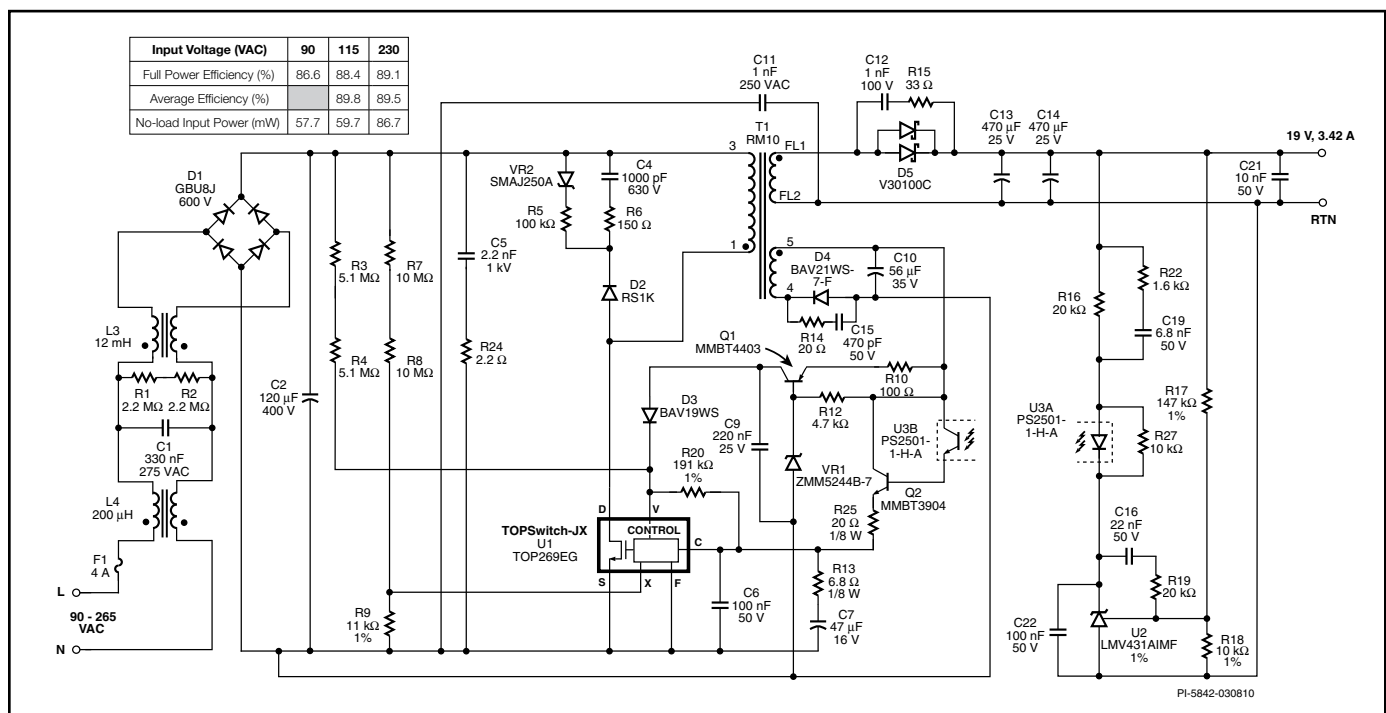 Input Voltage (VAC) 90 115 230
Full Power Efficiency (%) 86.6 88.4 89.1
Average Efficiency (%) 89.8 89.5
No-load Input Power (mW) 57.7 59.7 86.7
C11
1 nF
250 VAC
C12
1 nF
100 V
R15
33 Ω
T1
RM10
3
FL1
FL2
1
5
4
D5
V30100C
C13
470 µF
25 V
C14
470 µF
25 V
19 V, 3.42 A
C21
10 nF
50 V
RTN
D1
GBU8J
600 V
VR2
SMAJ250A
C4
1000 pF
630 V
R5
100 kΩ
R6
150 Ω
C5
2.2 nF
1 kV
R3
5.1 MΩ
R7
10 MΩ
D2
RS1K
D4
BAV21WS-
7-F
C10
56 µF
35 V
R14
20 Ω
C15
470 pF
50 V
R16
20 kΩ
R22
1.6 kΩ
C19
6.8 nF
50 V
L3
12 mH
R1
2.2 MΩ
R2
2.2 MΩ
C1
330 nF
275 VAC
L4
200 µH
F1
4 A
L
90 - 265
VAC
N
C2
120 µF
400 V
R4
5.1 MΩ
R8
10 MΩ
R24
2.2 Ω
R9
11 kΩ
1%
Q1
MMBT4403
R10
100 Ω
R12
4.7 kΩ
D3
BAV19WS
C9
220 nF
25 V
R20
191 kΩ
1%
VR1
ZMM5244B-7
U3B
PS2501-
1-H-A
Q2
MMBT3904
R25
20 Ω
1/8 W
TOPSwitch-JX
U1
TOP269EG
D
V
CONTROL
C
S
X
F
C6
100 nF
50 V
R13
6.8 Ω
1/8 W
C7
47 µF
16 V
R17
147 kΩ
1%
U3A
PS2501-
1-H-A
R27
10 kΩ
C16
22 nF
50 V
R19
20 kΩ
C22
100 nF
50 V
U2
LMV431AIMF
1%
R18
10 kΩ
1%
PI-5842-030810